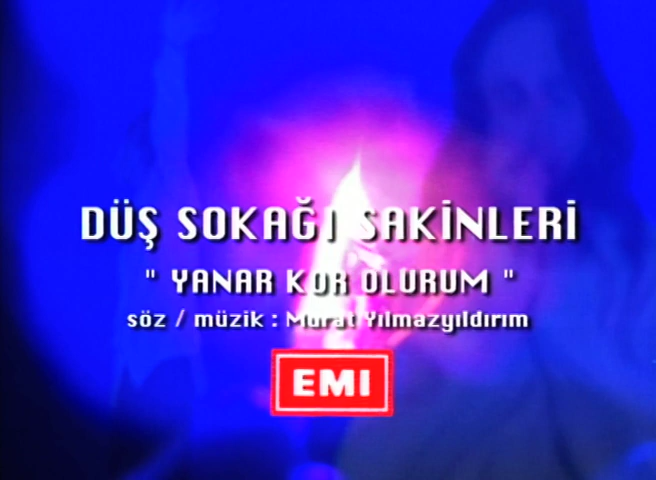 DÜŞ SOKAĞI SAKİNLERİ
" YANAR KOR OLURUM "
söz / müzik : Murat Yılmazyıldırım
EMI